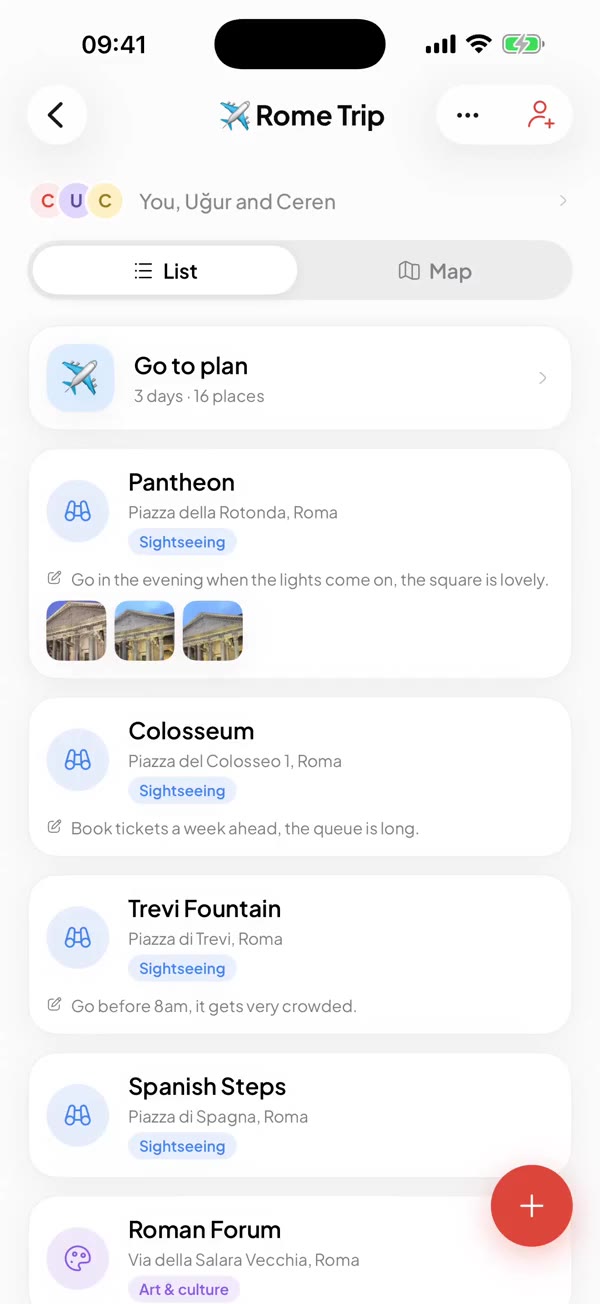 09:41
✈️ Rome Trip
C U C You, Uğur and Ceren
List
Map
Go to plan
3 days · 16 places
Pantheon
Piazza della Rotonda, Roma
Sightseeing
Go in the evening when the lights come on, the square is lovely.
Colosseum
Piazza del Colosseo 1, Roma
Sightseeing
Book tickets a week ahead, the queue is long.
Trevi Fountain
Piazza di Trevi, Roma
Sightseeing
Go before 8am, it gets very crowded.
Spanish Steps
Piazza di Spagna, Roma
Sightseeing
Roman Forum
Via della Salara Vecchia, Roma
Art & culture